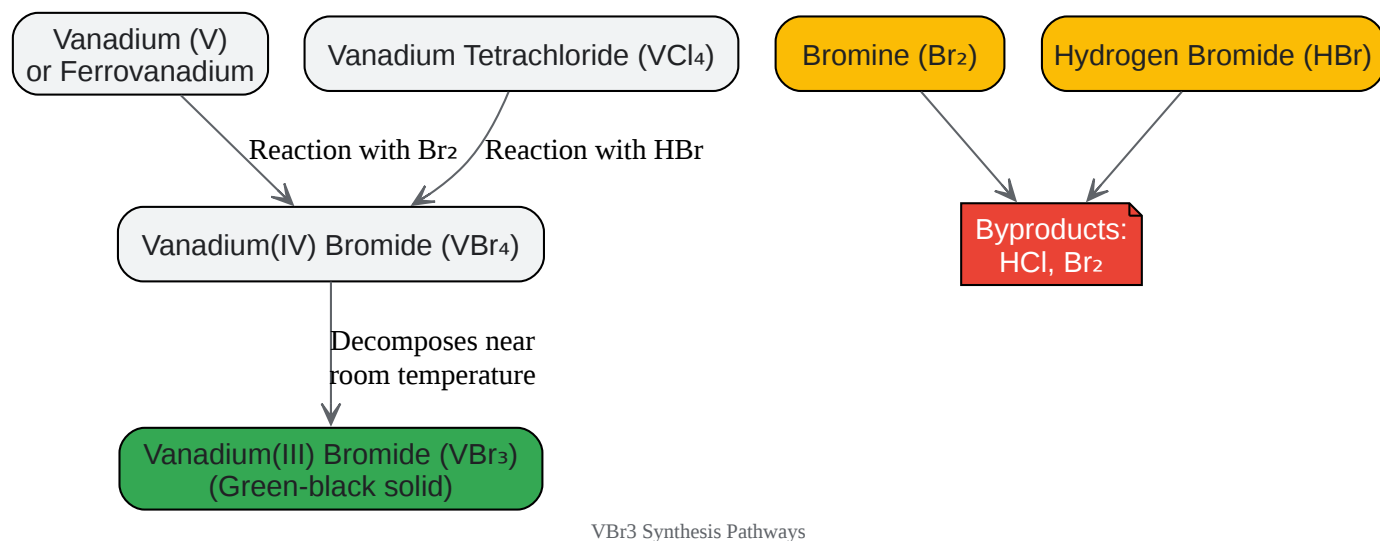 Vanadium (V)
or Ferrovanadium
Vanadium Tetrachloride (VCl₄)
Bromine (Br₂)
Hydrogen Bromide (HBr)
Reaction with Br₂
Reaction with HBr
Vanadium(IV) Bromide (VBr₄)
Byproducts:
HCl, Br₂
Decomposes near
room temperature
Vanadium(III) Bromide (VBr₃)
(Green-black solid)
VBr3 Synthesis Pathways